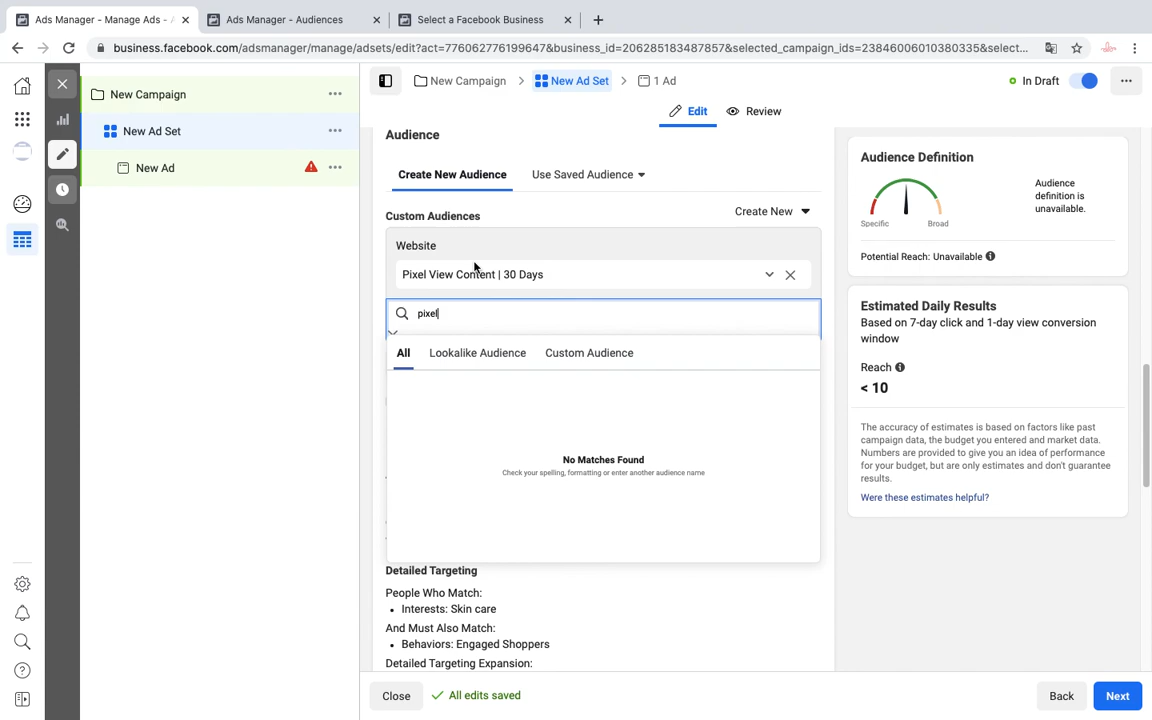 Ads Manager - Manage Ads -
Ads Manager - Audiences
Select a Facebook Business
business.facebook.com/adsmanager/manage/adsets/edit?act=776062776199647&business_id=206285183487857&selected_campaign_ids=23846006010380335&select...
New Campaign
New Ad Set
New Ad
New Campaign
New Ad Set
1 Ad
In Draft
Edit
Review
Audience
Create New Audience
Use Saved Audience
Custom Audiences
Create New
Website
Pixel View Content | 30 Days
pixel
All
Lookalike Audience
Custom Audience
No Matches Found
Check your spelling, formatting or enter another audience name
Detailed Targeting
People Who Match:
• Interests: Skin care
And Must Also Match:
• Behaviors: Engaged Shoppers
Detailed Targeting Expansion:
Audience Definition
Audience
definition is
unavailable.
Specific
Broad
Potential Reach: Unavailable
Estimated Daily Results
Based on 7-day click and 1-day view conversion
window
Reach
< 10
The accuracy of estimates is based on factors like past
campaign data, the budget you entered and market data.
Numbers are provided to give you an idea of performance
for your budget, but are only estimates and don't guarantee
results.
Were these estimates helpful?
Close
All edits saved
Back
Next